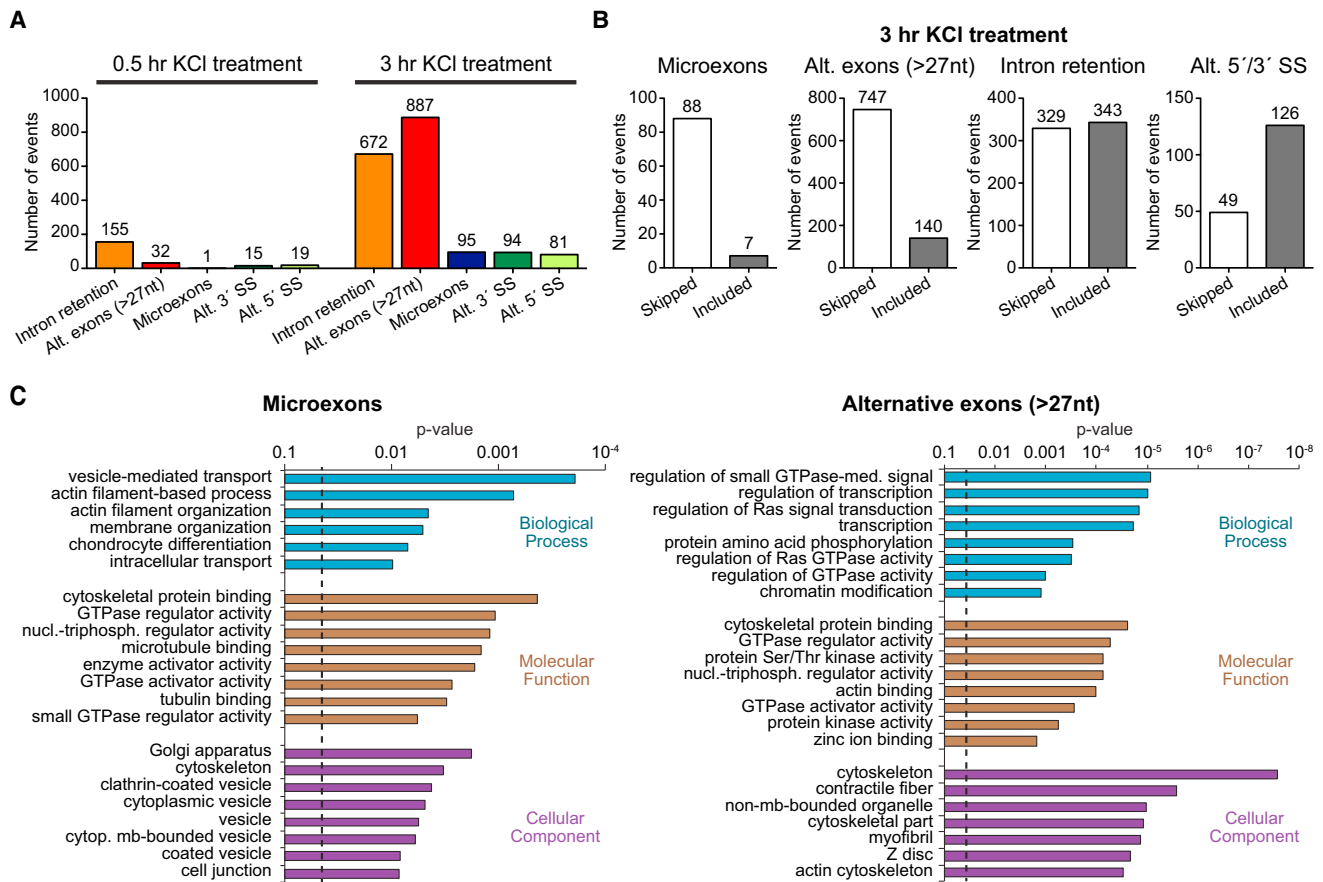 A
0.5 hr KCl treatment
3 hr KCl treatment
Number of events
1000
800
600
400
200
0
155
32
1
15
19
672
887
95
94
81
Intron retention
Alt. exons (>27nt)
Microexons
Alt. 3´ SS
Alt. 5´ SS
Intron retention
Alt. exons (>27nt)
Microexons
Alt. 3´ SS
Alt. 5´ SS
B
3 hr KCl treatment
Microexons
Number of events
100
80
60
40
20
0
88
7
Skipped
Included
Alt. exons (>27nt)
Number of events
800
600
400
200
0
747
140
Skipped
Included
Intron retention
Number of events
400
300
200
100
0
329
343
Skipped
Included
Alt. 5´/3´ SS
Number of events
150
100
50
0
49
126
Skipped
Included
C
Microexons
p-value
0.1 0.01 0.001 10-4
vesicle-mediated transport
actin filament-based process
actin filament organization
membrane organization
chondrocyte differentiation
intracellular transport
Biological
Process
cytoskeletal protein binding
GTPase regulator activity
nucl.-triphosph. regulator activity
microtubule binding
enzyme activator activity
GTPase activator activity
tubulin binding
small GTPase regulator activity
Molecular
Function
Golgi apparatus
cytoskeleton
clathrin-coated vesicle
cytoplasmic vesicle
vesicle
cytop. mb-bounded vesicle
coated vesicle
cell junction
Cellular
Component
Alternative exons (>27nt)
p-value
0.1 0.01 0.001 10-4 10-5 10-6 10-7 10-8
regulation of small GTPase-med. signal
regulation of transcription
regulation of Ras signal transduction
transcription
protein amino acid phosphorylation
regulation of Ras GTPase activity
regulation of GTPase activity
chromatin modification
Biological
Process
cytoskeletal protein binding
GTPase regulator activity
protein Ser/Thr kinase activity
nucl.-triphosph. regulator activity
actin binding
GTPase activator activity
protein kinase activity
zinc ion binding
Molecular
Function
cytoskeleton
contractile fiber
non-mb-bounded organelle
cytoskeletal part
myofibril
Z disc
actin cytoskeleton
Cellular
Component